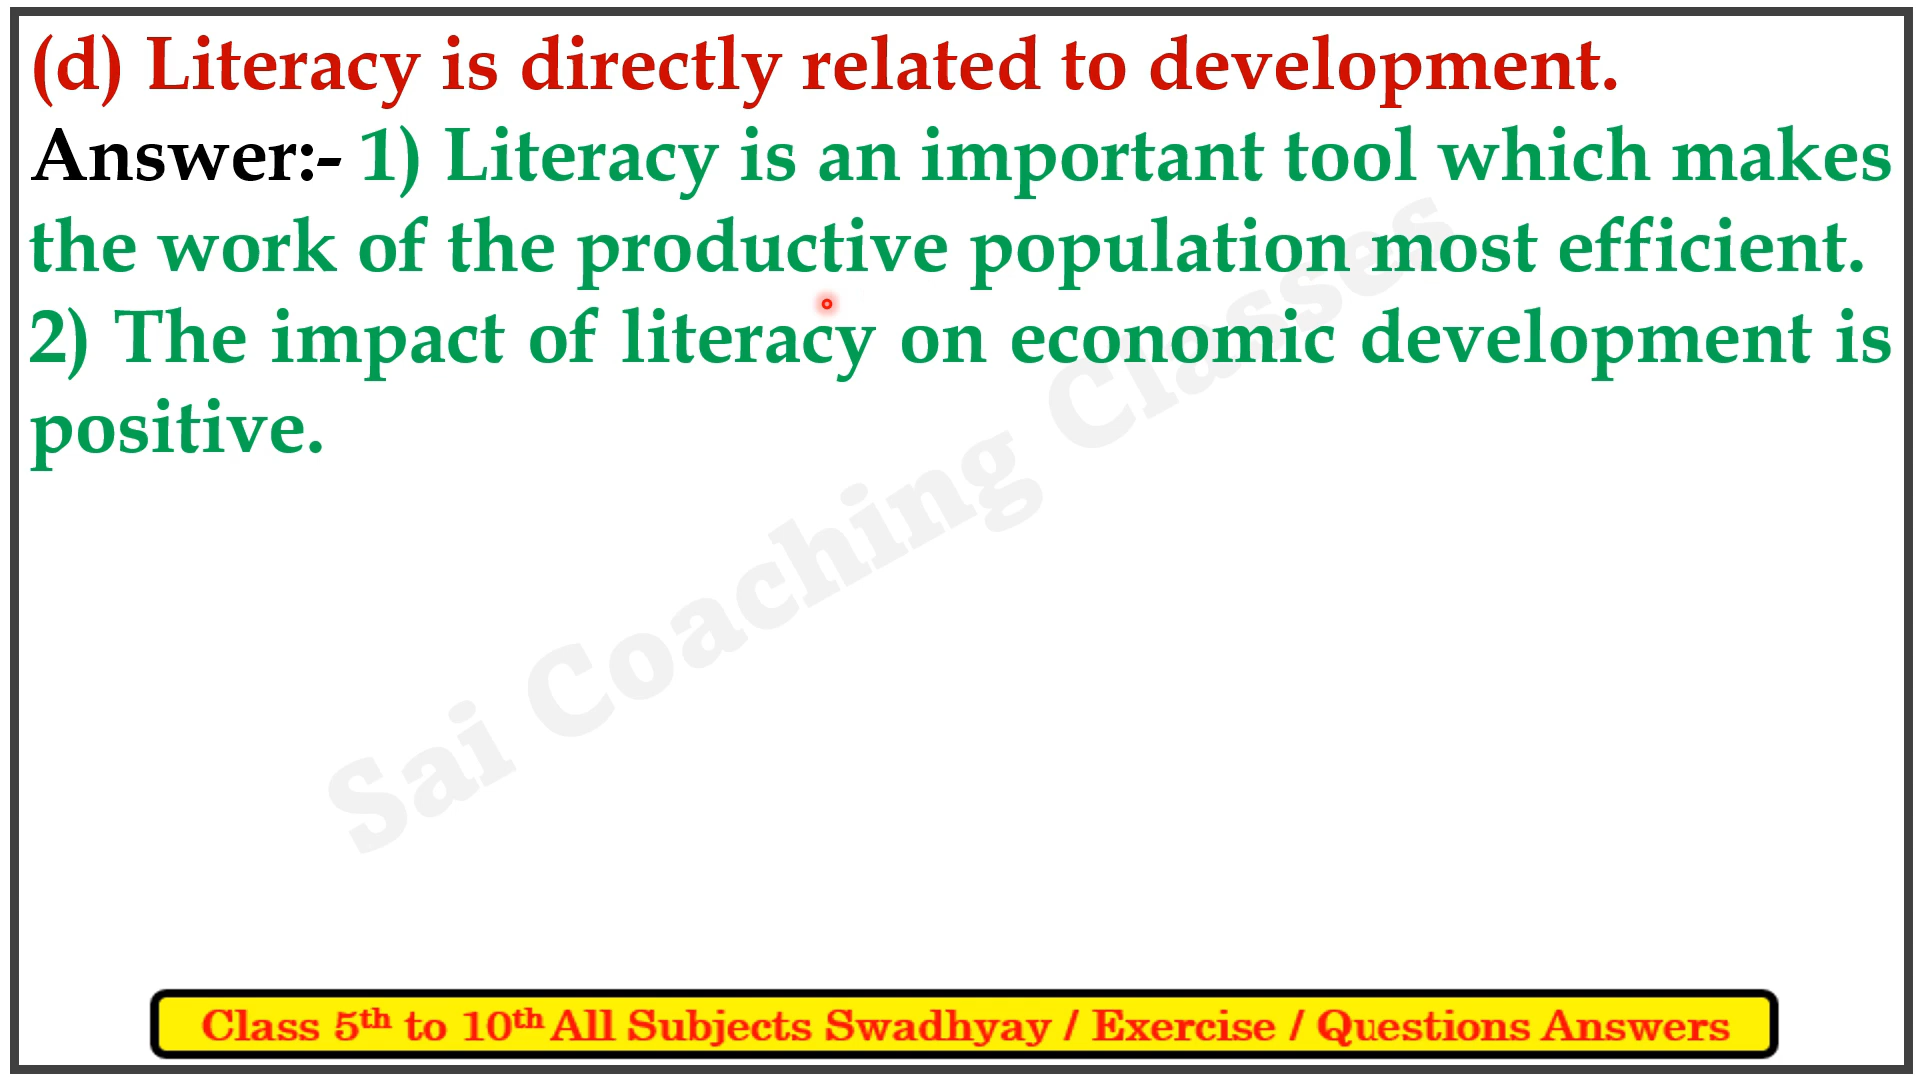 (d) Literacy is directly related to development.
Answer:- 1) Literacy is an important tool which makes
the work of the productive population most efficient.
2) The impact of literacy on economic development is
positive.
Sai Coaching Classes
Class 5th to 10th All Subjects Swadhyay / Exercise / Questions Answers